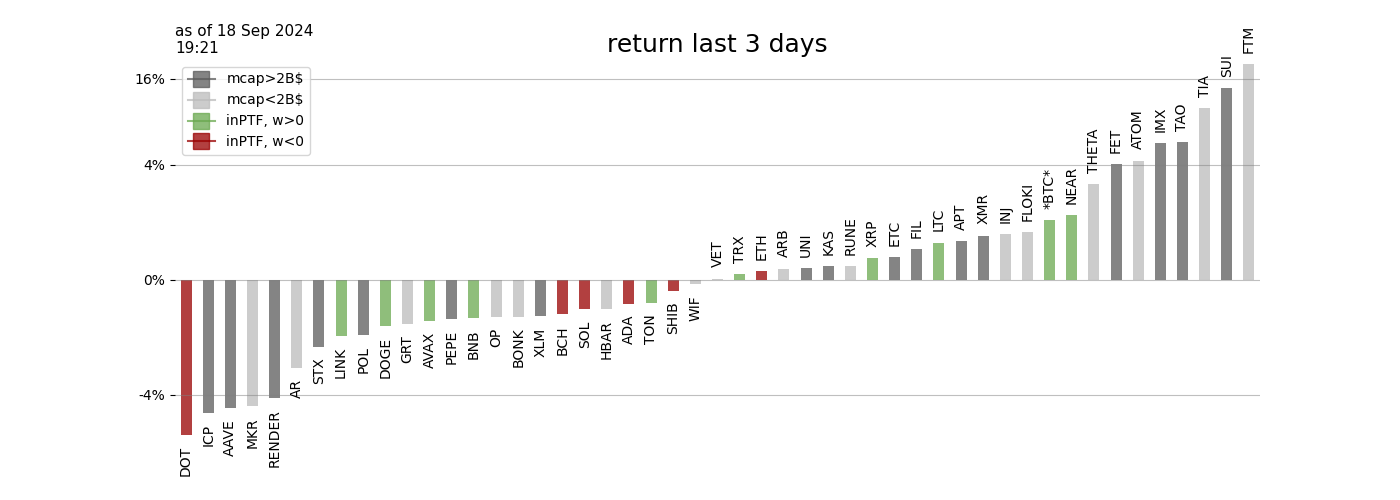 as of 18 Sep 2024
19:21
return last 3 days
mcap>2B$
mcap<2B$
inPTF, w>0
inPTF, w<0
16%
4%
0%
-4%
DOT
ICP
AAVE
MKR
RENDER
AR
STX
LINK
POL
DOGE
GRT
AVAX
PEPE
BNB
OP
BONK
XLM
BCH
SOL
HBAR
ADA
TON
SHIB
WIF
VET
TRX
ETH
ARB
UNI
KAS
RUNE
XRP
ETC
FIL
LTC
APT
XMR
INJ
FLOKI
*BTC*
NEAR
THETA
FET
ATOM
IMX
TAO
TIA
SUI
FTM